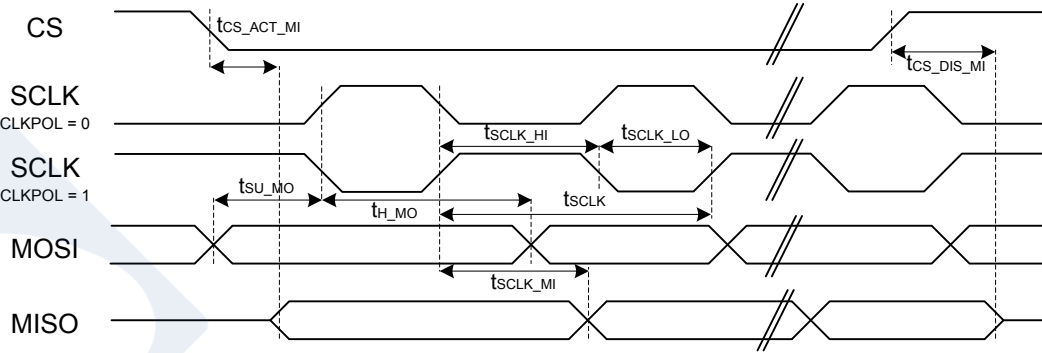 CS
tCS_ACT_MI
tCS_DIS_MI
SCLK
CLKPOL = 0
tSCLK_HI
tSCLK_LO
SCLK
CLKPOL = 1
tSU_MO
tH_MO
tSCLK
MOSI
tSCLK_MI
MISO